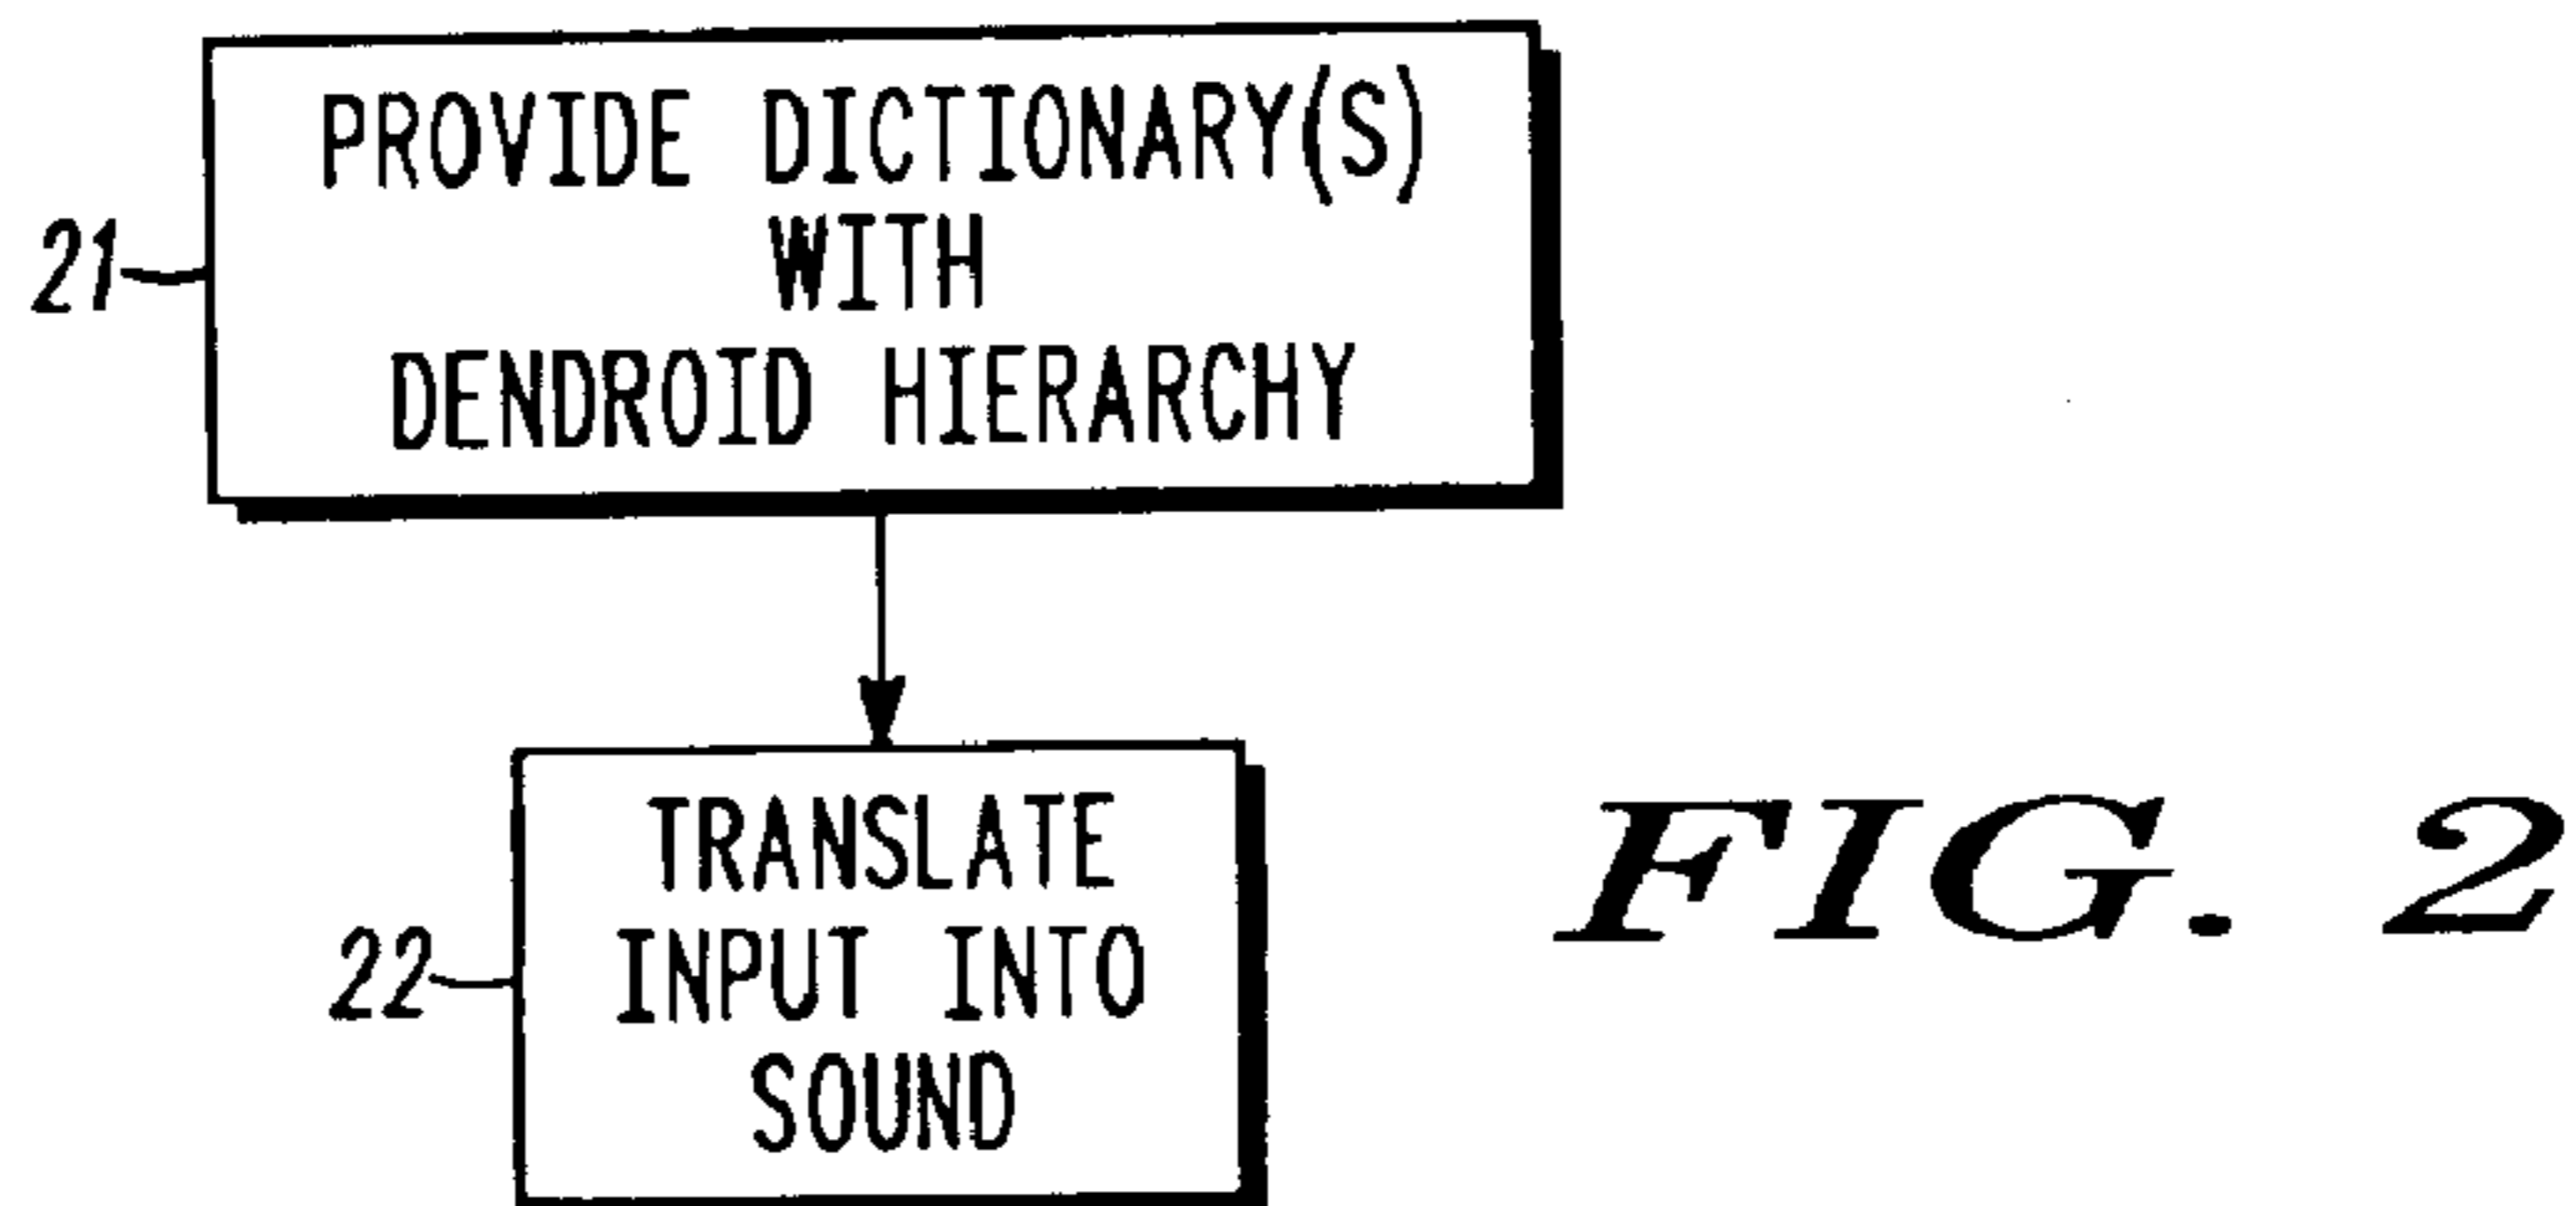 PROVIDE DICTIONARY(S)
WITH
DENDROID HIERARCHY
21
TRANSLATE
INPUT INTO
SOUND
22
FIG. 2